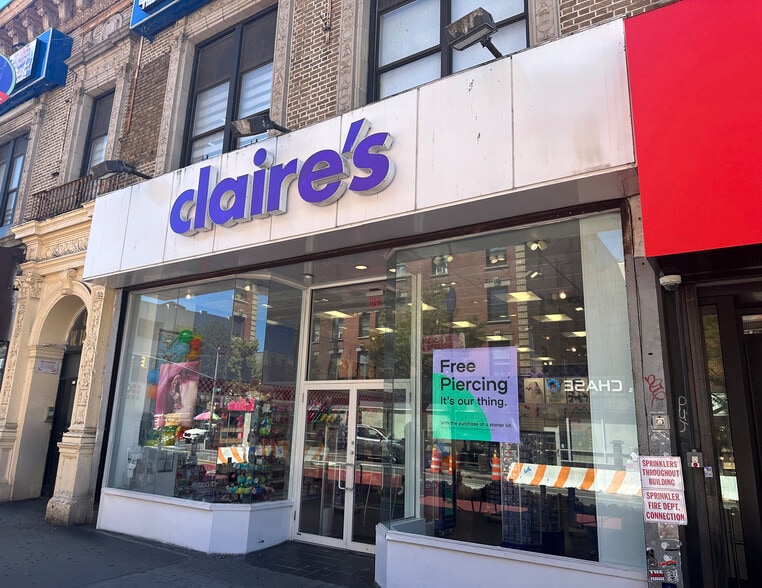 claire's
Free
Piercing
It's our thing.
with the purchase of a starter kit.
CHASE
SPRINKLERS
THROUGHOUT
BUILDING
SPRINKLER
FIRE DEPT.
CONNECTION